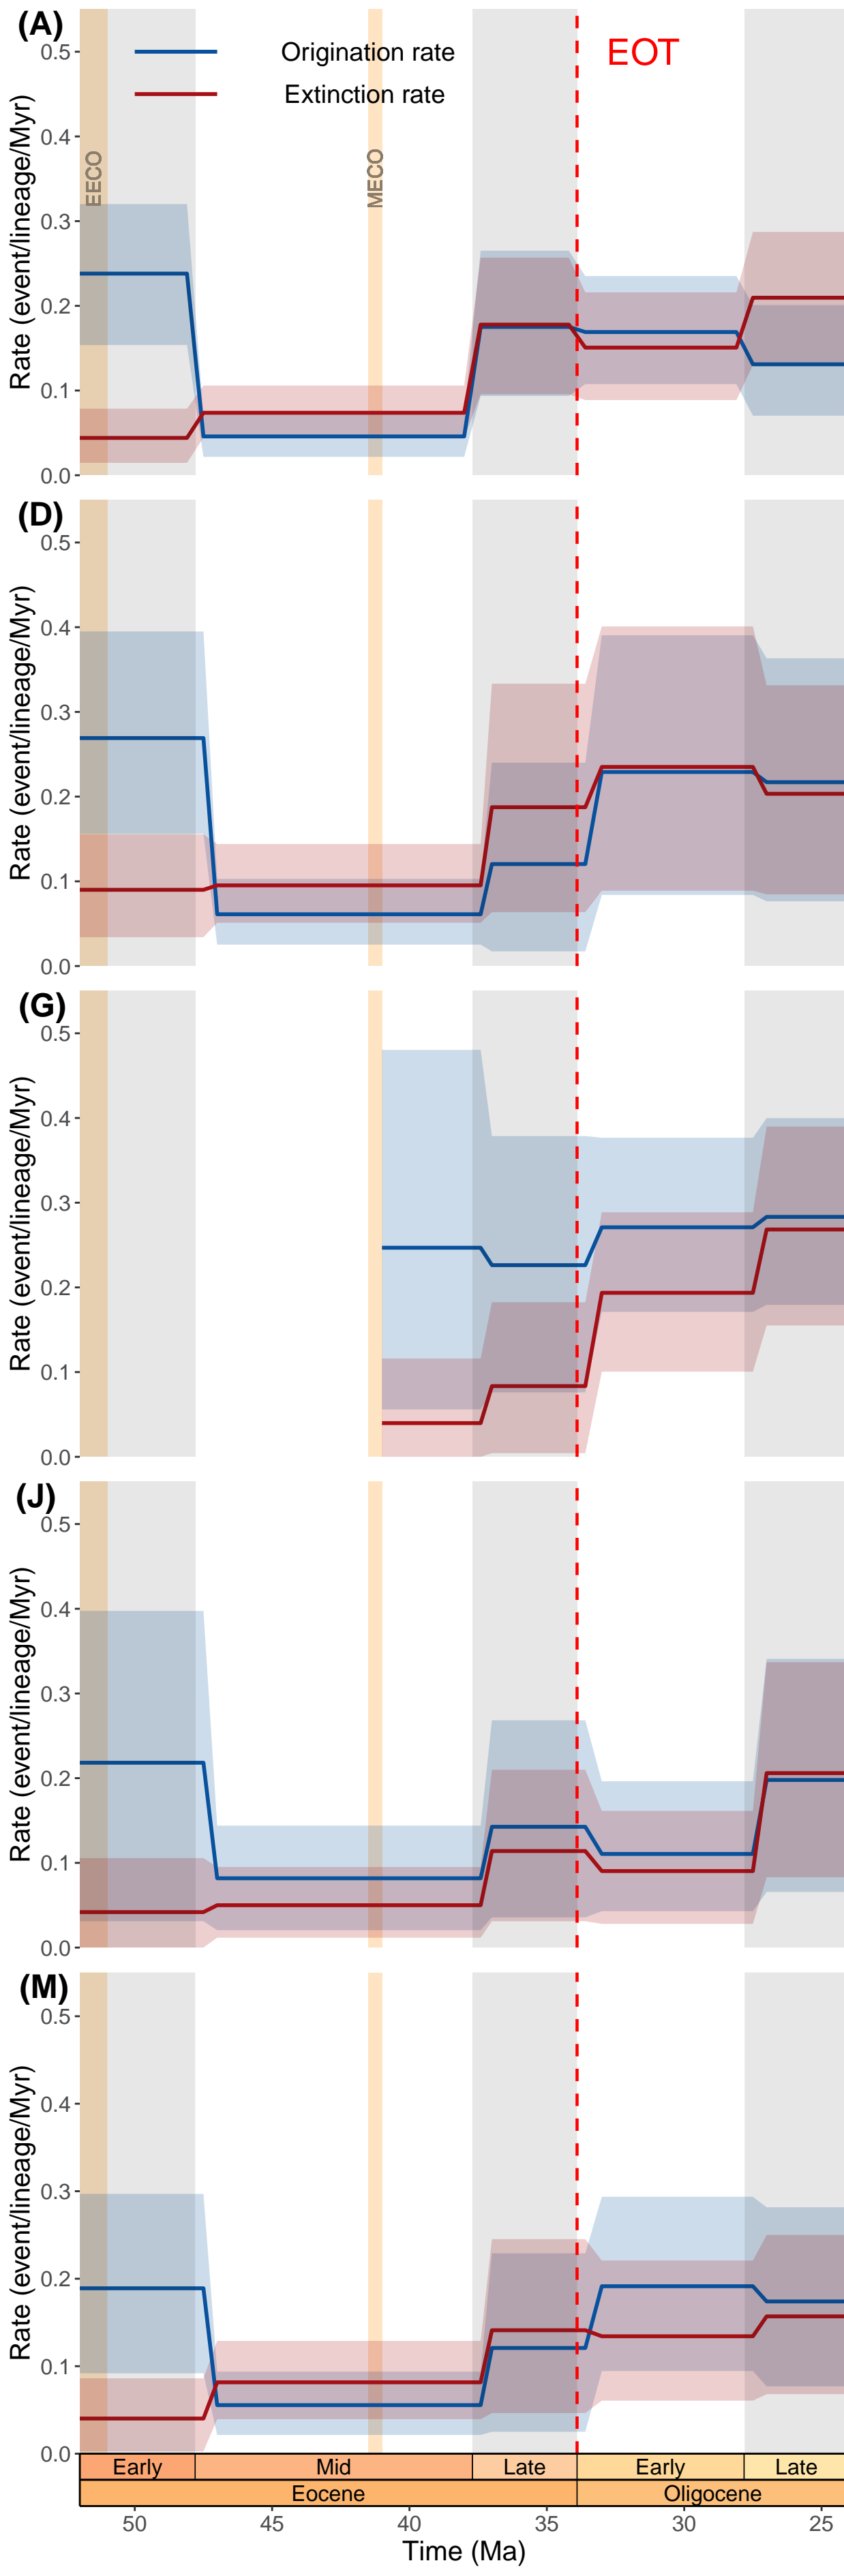 (A)
Origination rate
Extinction rate
EOT
EECO
MECO
Rate (event/lineage/Myr)
0.5
0.4
0.3
0.2
0.1
0.0
(D)
Rate (event/lineage/Myr)
0.5
0.4
0.3
0.2
0.1
0.0
(G)
Rate (event/lineage/Myr)
0.5
0.4
0.3
0.2
0.1
0.0
(J)
Rate (event/lineage/Myr)
0.5
0.4
0.3
0.2
0.1
0.0
(M)
Rate (event/lineage/Myr)
0.5
0.4
0.3
0.2
0.1
0.0
Early Mid Late Early Late
Eocene Oligocene
50 45 40 35 30 25
Time (Ma)